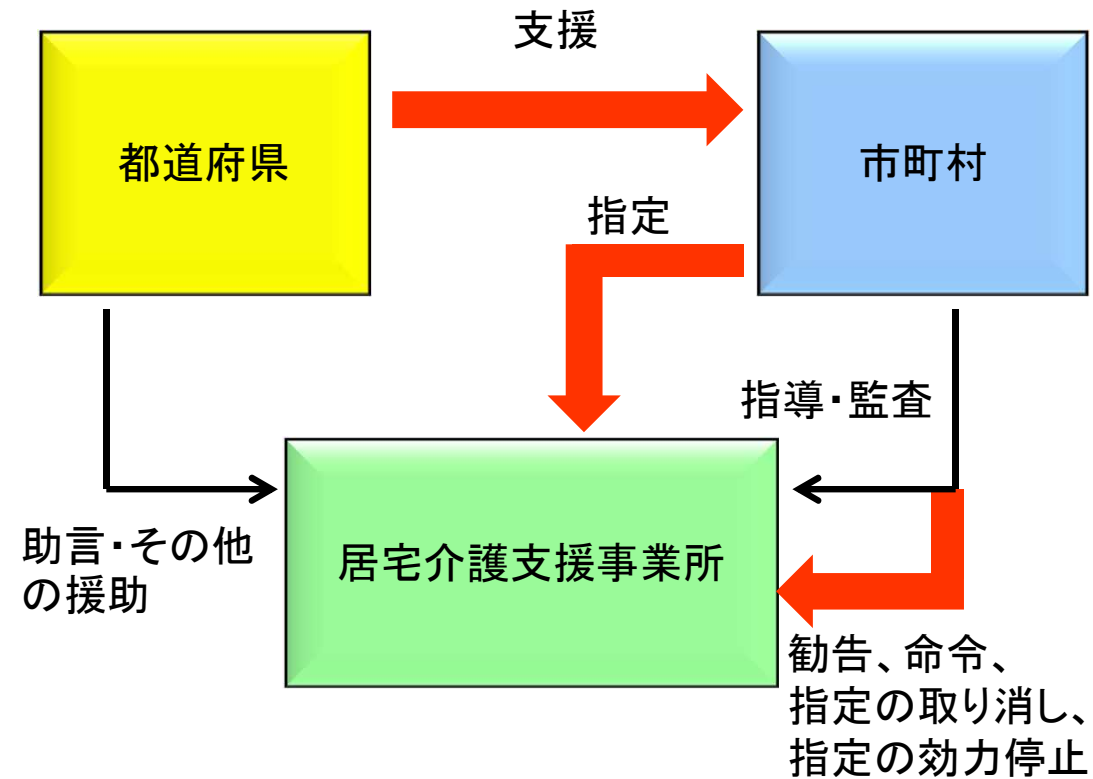 支援
都道府県
市町村
指定
指導・監査
助言・その他
の援助
居宅介護支援事業所
勧告、命令、
指定の取り消し、
指定の効力停止